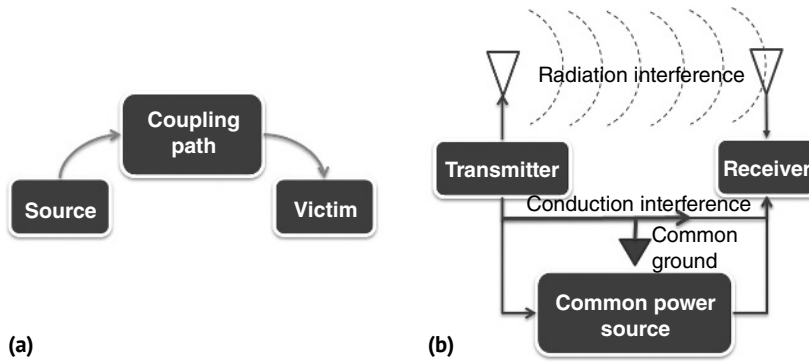 Coupling
path
Source
Victim
(a)
Radiation interference
Transmitter
Receiver
Conduction interference
Common
ground
Common power
source
(b)